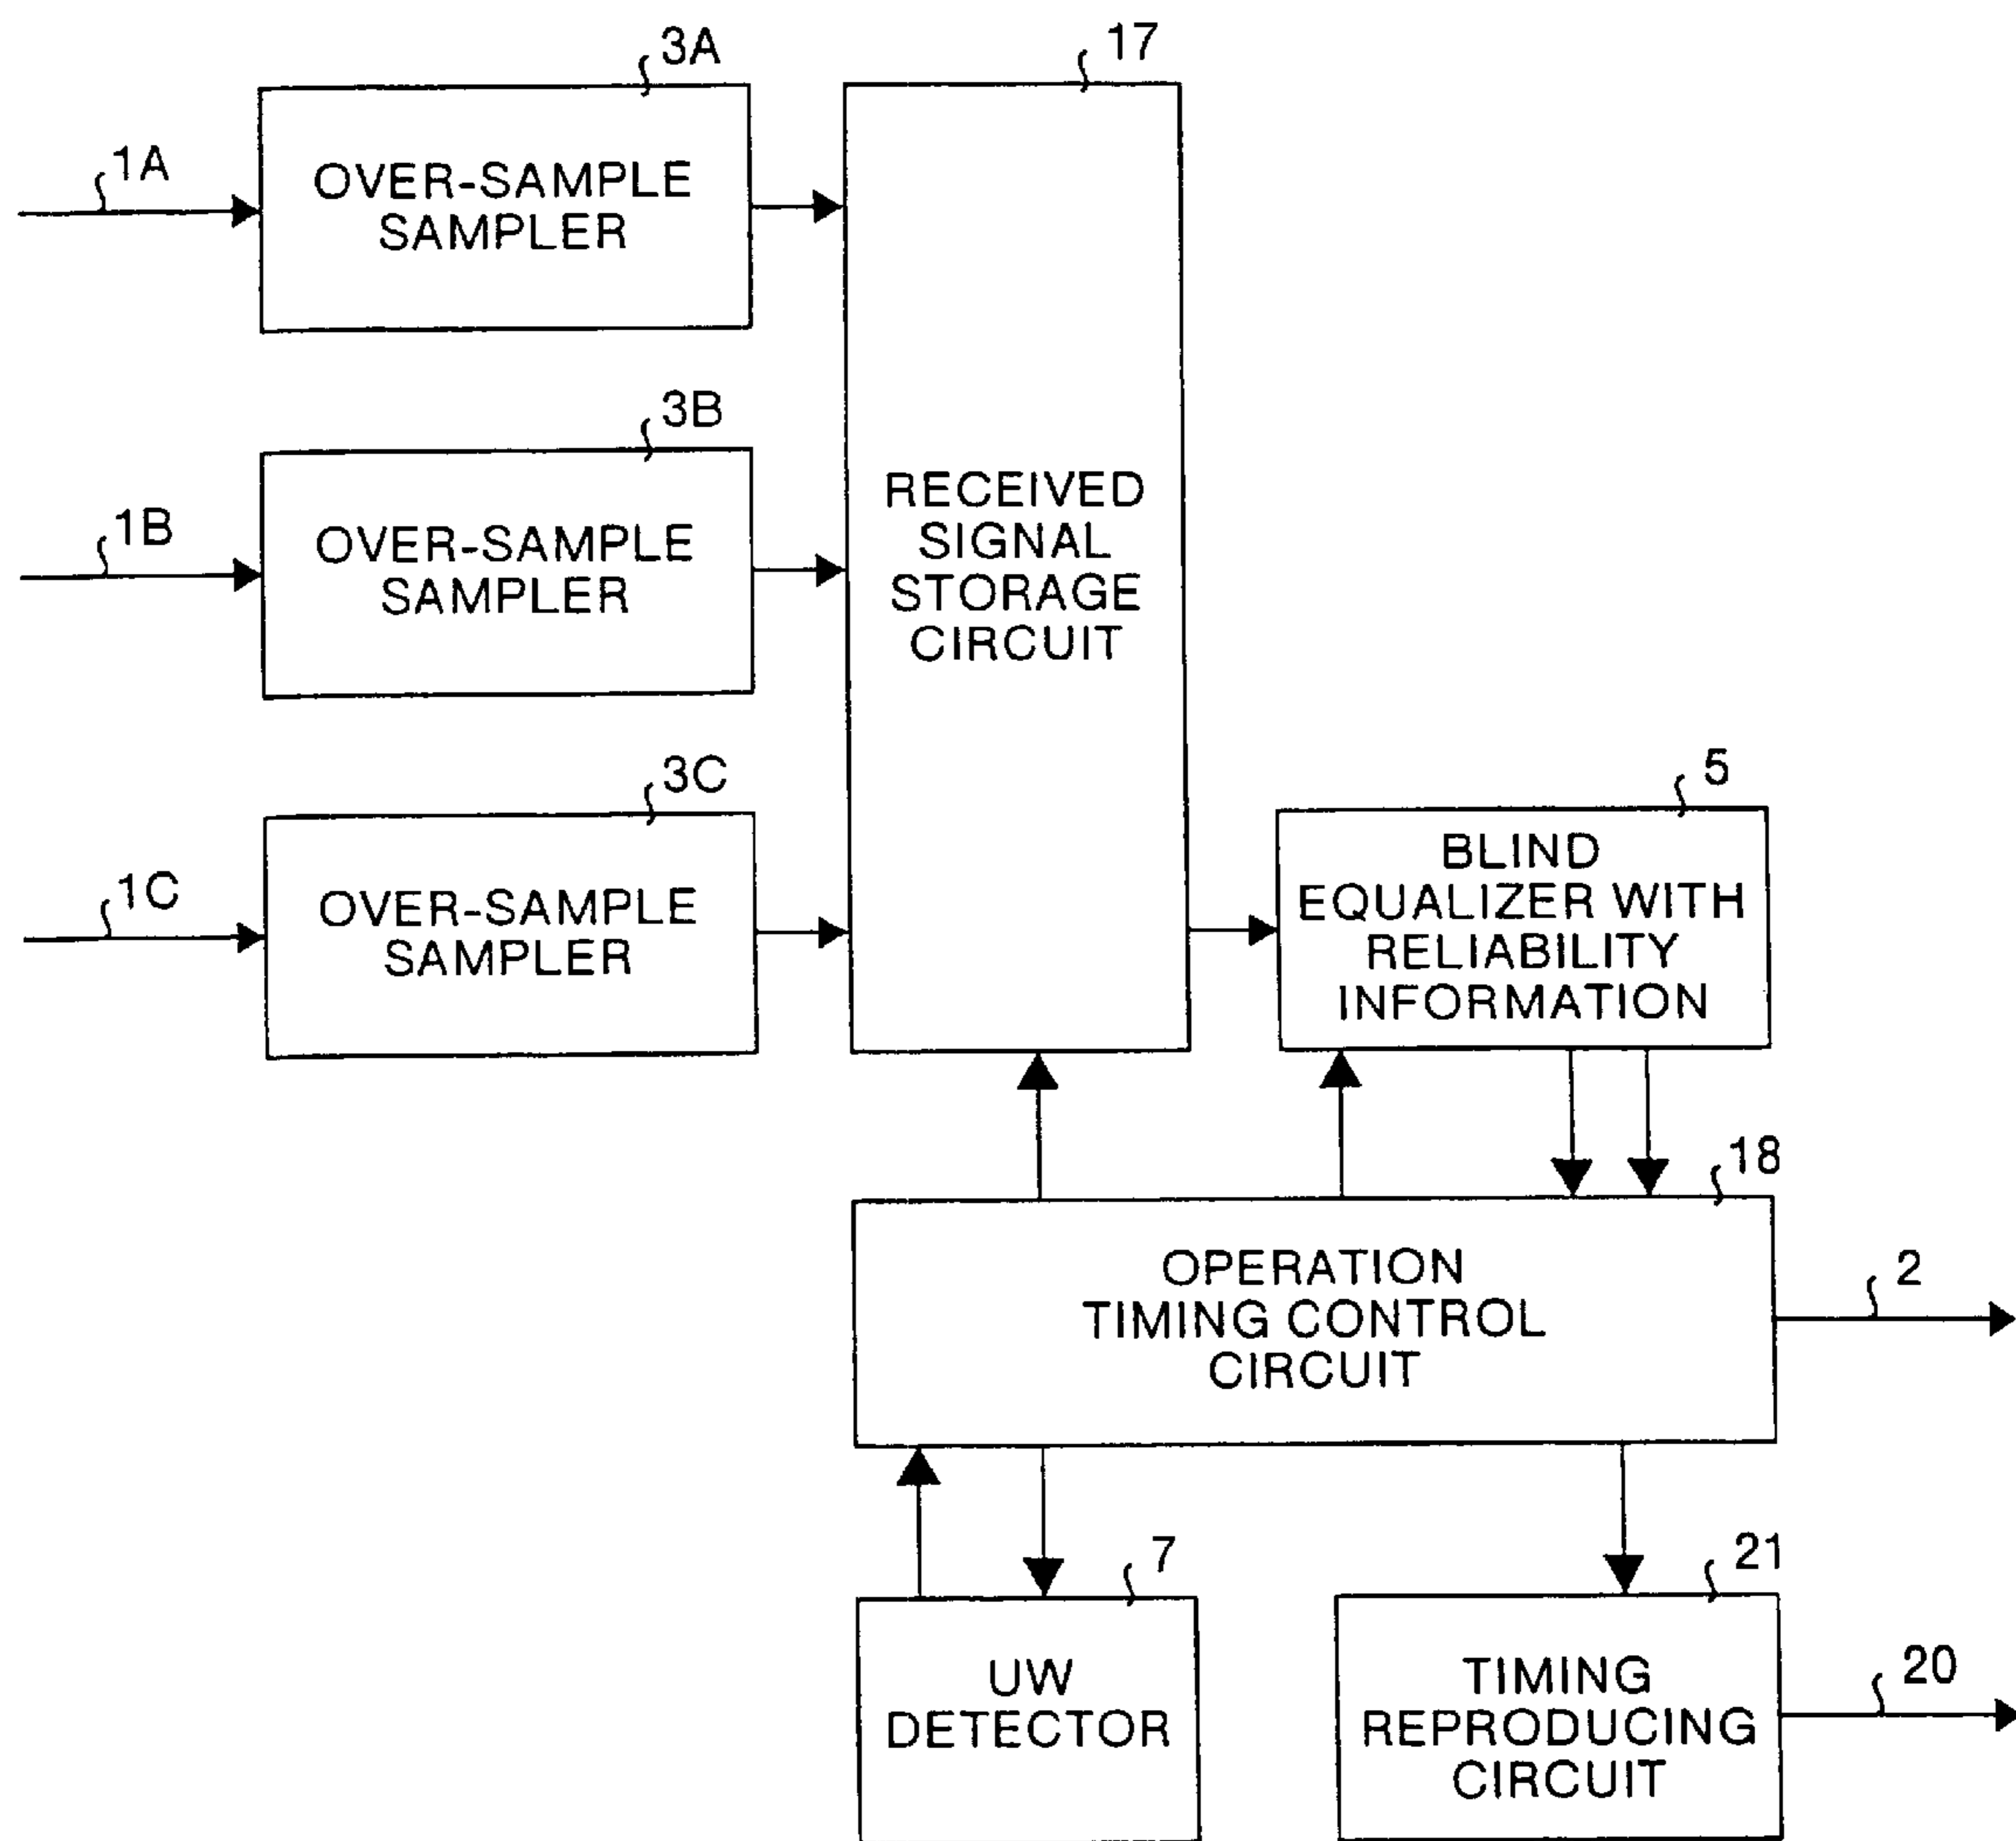 3A
17
1A
OVER-SAMPLE
SAMPLER
3B
1B
OVER-SAMPLE
SAMPLER
RECEIVED
SIGNAL
STORAGE
CIRCUIT
3C
1C
OVER-SAMPLE
SAMPLER
5
BLIND
EQUALIZER WITH
RELIABILITY
INFORMATION
18
OPERATION
TIMING CONTROL
CIRCUIT
2
7
UW
DETECTOR
21
TIMING
REPRODUCING
CIRCUIT
20